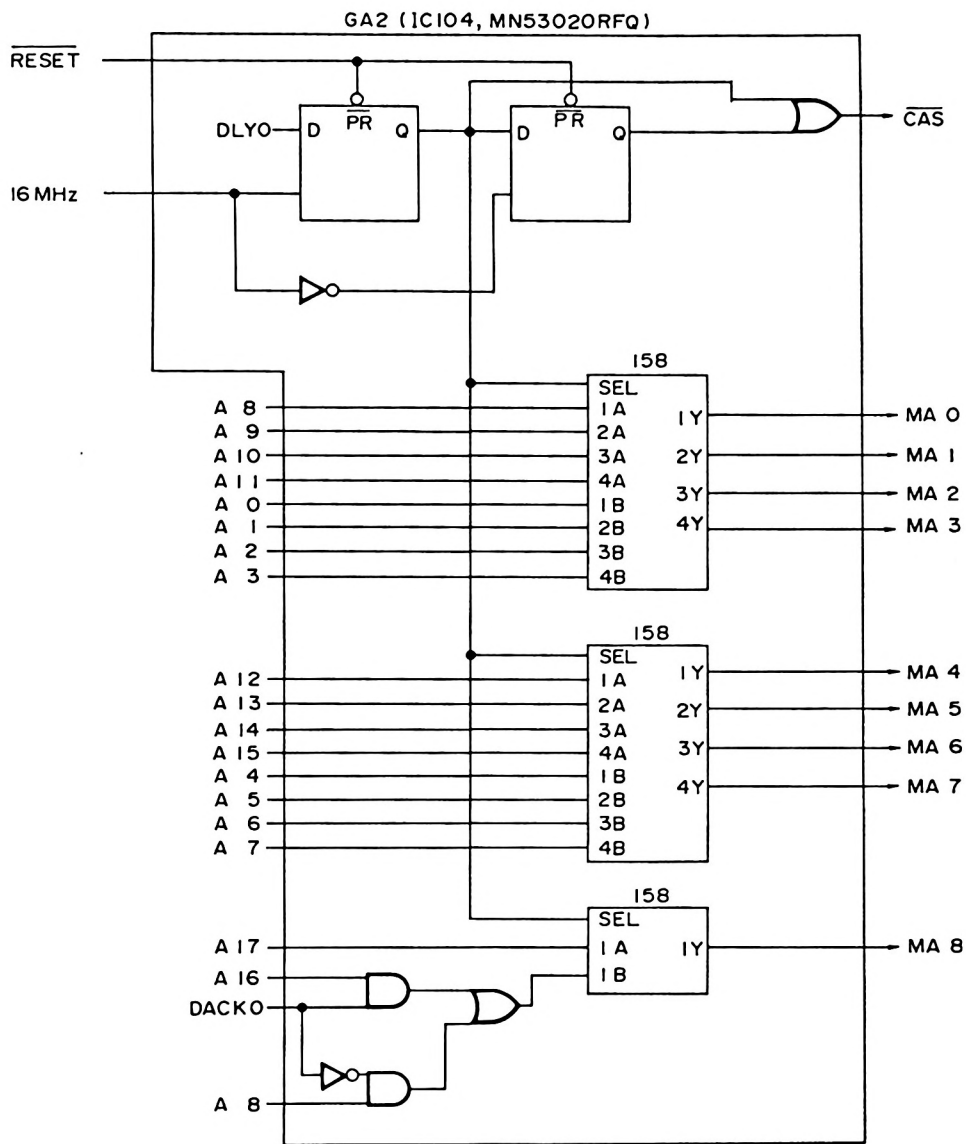 GA2 (IC104, MN53020RFQ)
RESET
PR
PR
DLY0
D
Q
D
Q
CAS
16MHz
158
SEL
A 8
1A
1Y
MA 0
A 9
2A
A 10
3A
2Y
MA 1
A 11
4A
A 0
1B
3Y
MA 2
A 1
2B
4Y
MA 3
A 2
3B
A 3
4B
158
SEL
A 12
1A
1Y
MA 4
A 13
2A
2Y
MA 5
A 14
3A
A 15
4A
3Y
MA 6
A 4
1B
A 5
2B
4Y
MA 7
A 6
3B
A 7
4B
158
SEL
A 17
1A
1Y
MA 8
A 16
1B
DACK0
A 8